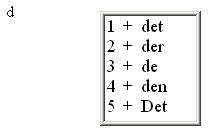 d
1 + det
2 + der
3 + de
4 + den
5 + Det